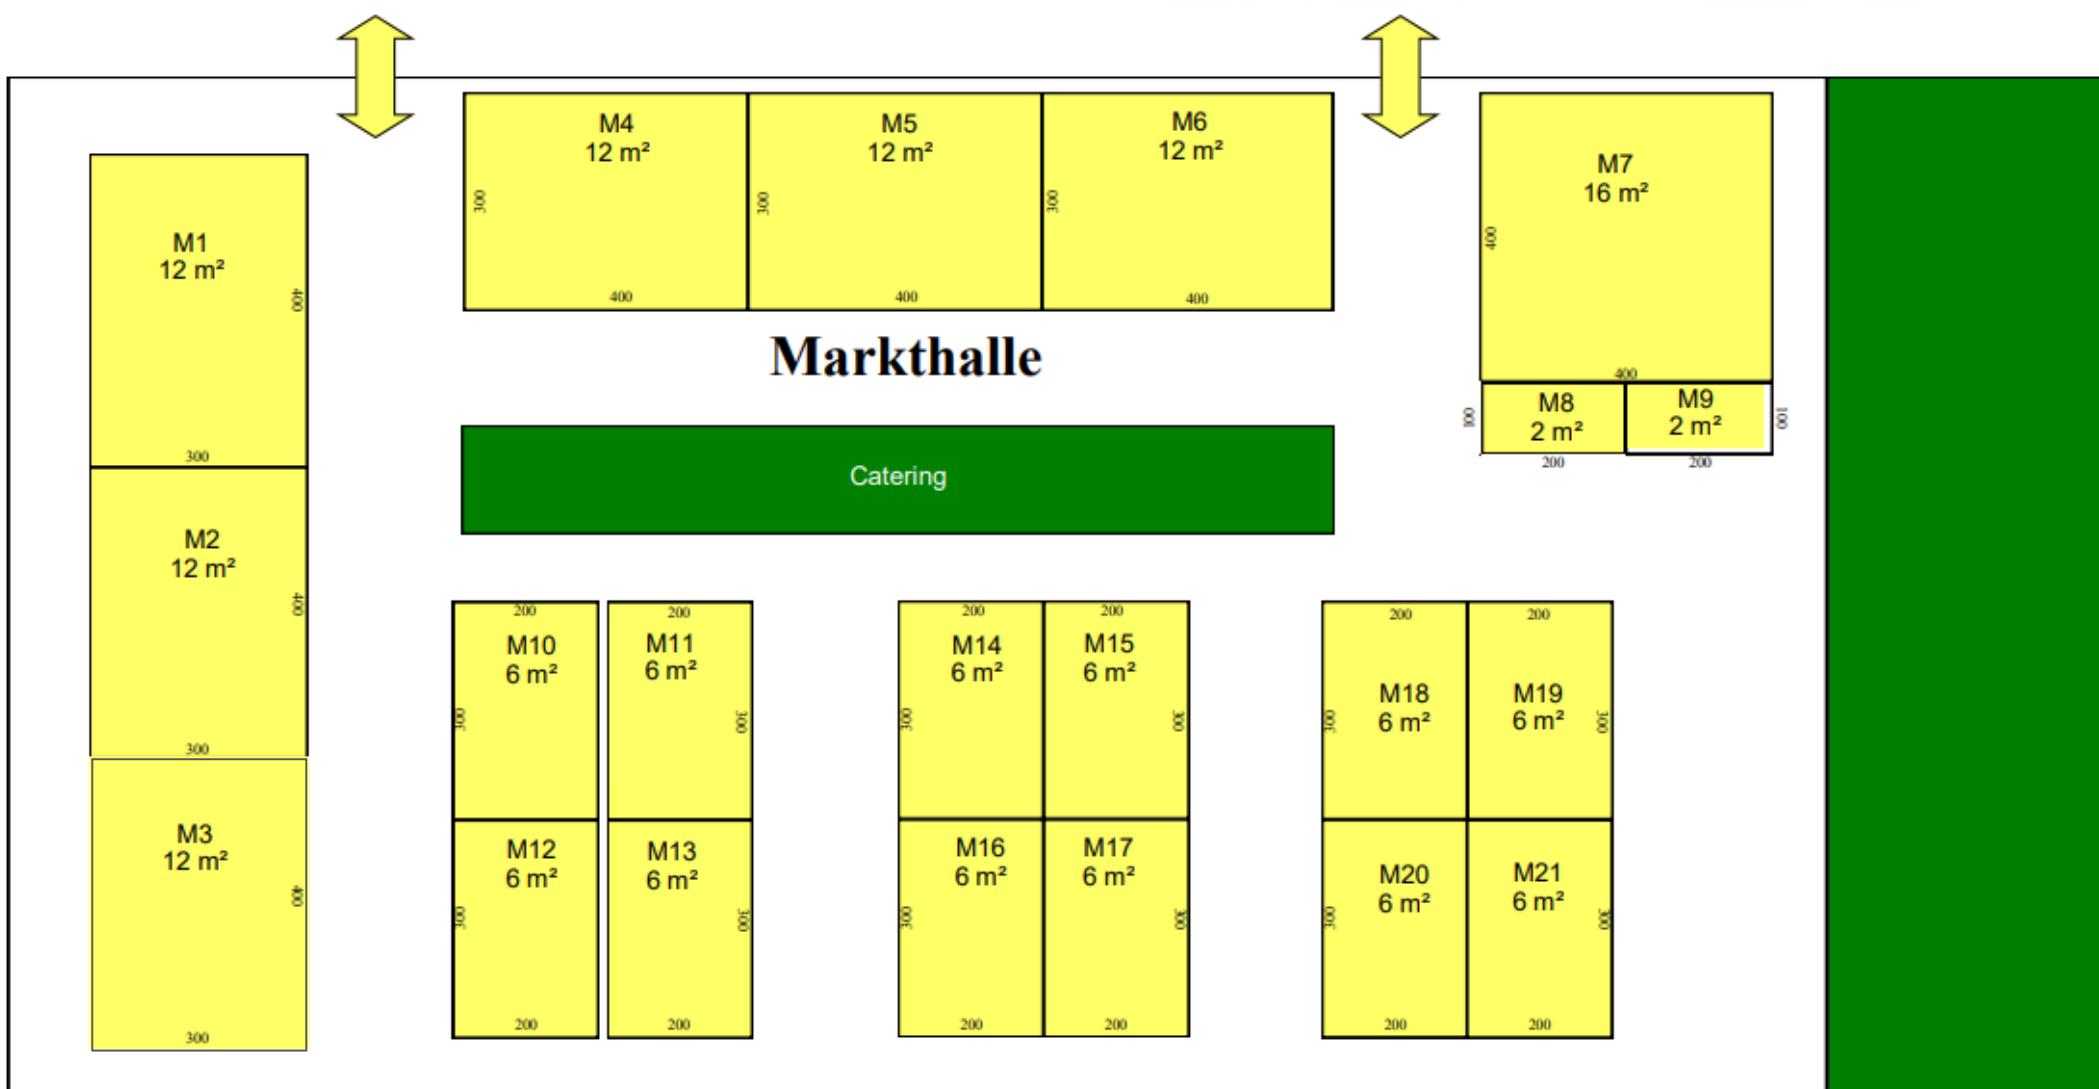 M4
12 m²
300
400
M5
12 m²
300
400
M6
12 m²
300
400
M7
16 m²
400
400
M1
12 m²
400
300
Markthalle
M8
2 m²
100
200
M9
2 m²
100
200
Catering
M2
12 m²
400
300
M3
12 m²
400
300
200
M10
6 m²
300
200
M11
6 m²
300
M12
6 m²
300
200
M13
6 m²
300
200
200
M14
6 m²
300
200
M15
6 m²
300
M16
6 m²
300
200
M17
6 m²
300
200
200
M18
6 m²
300
200
M19
6 m²
300
M20
6 m²
300
200
M21
6 m²
300
200